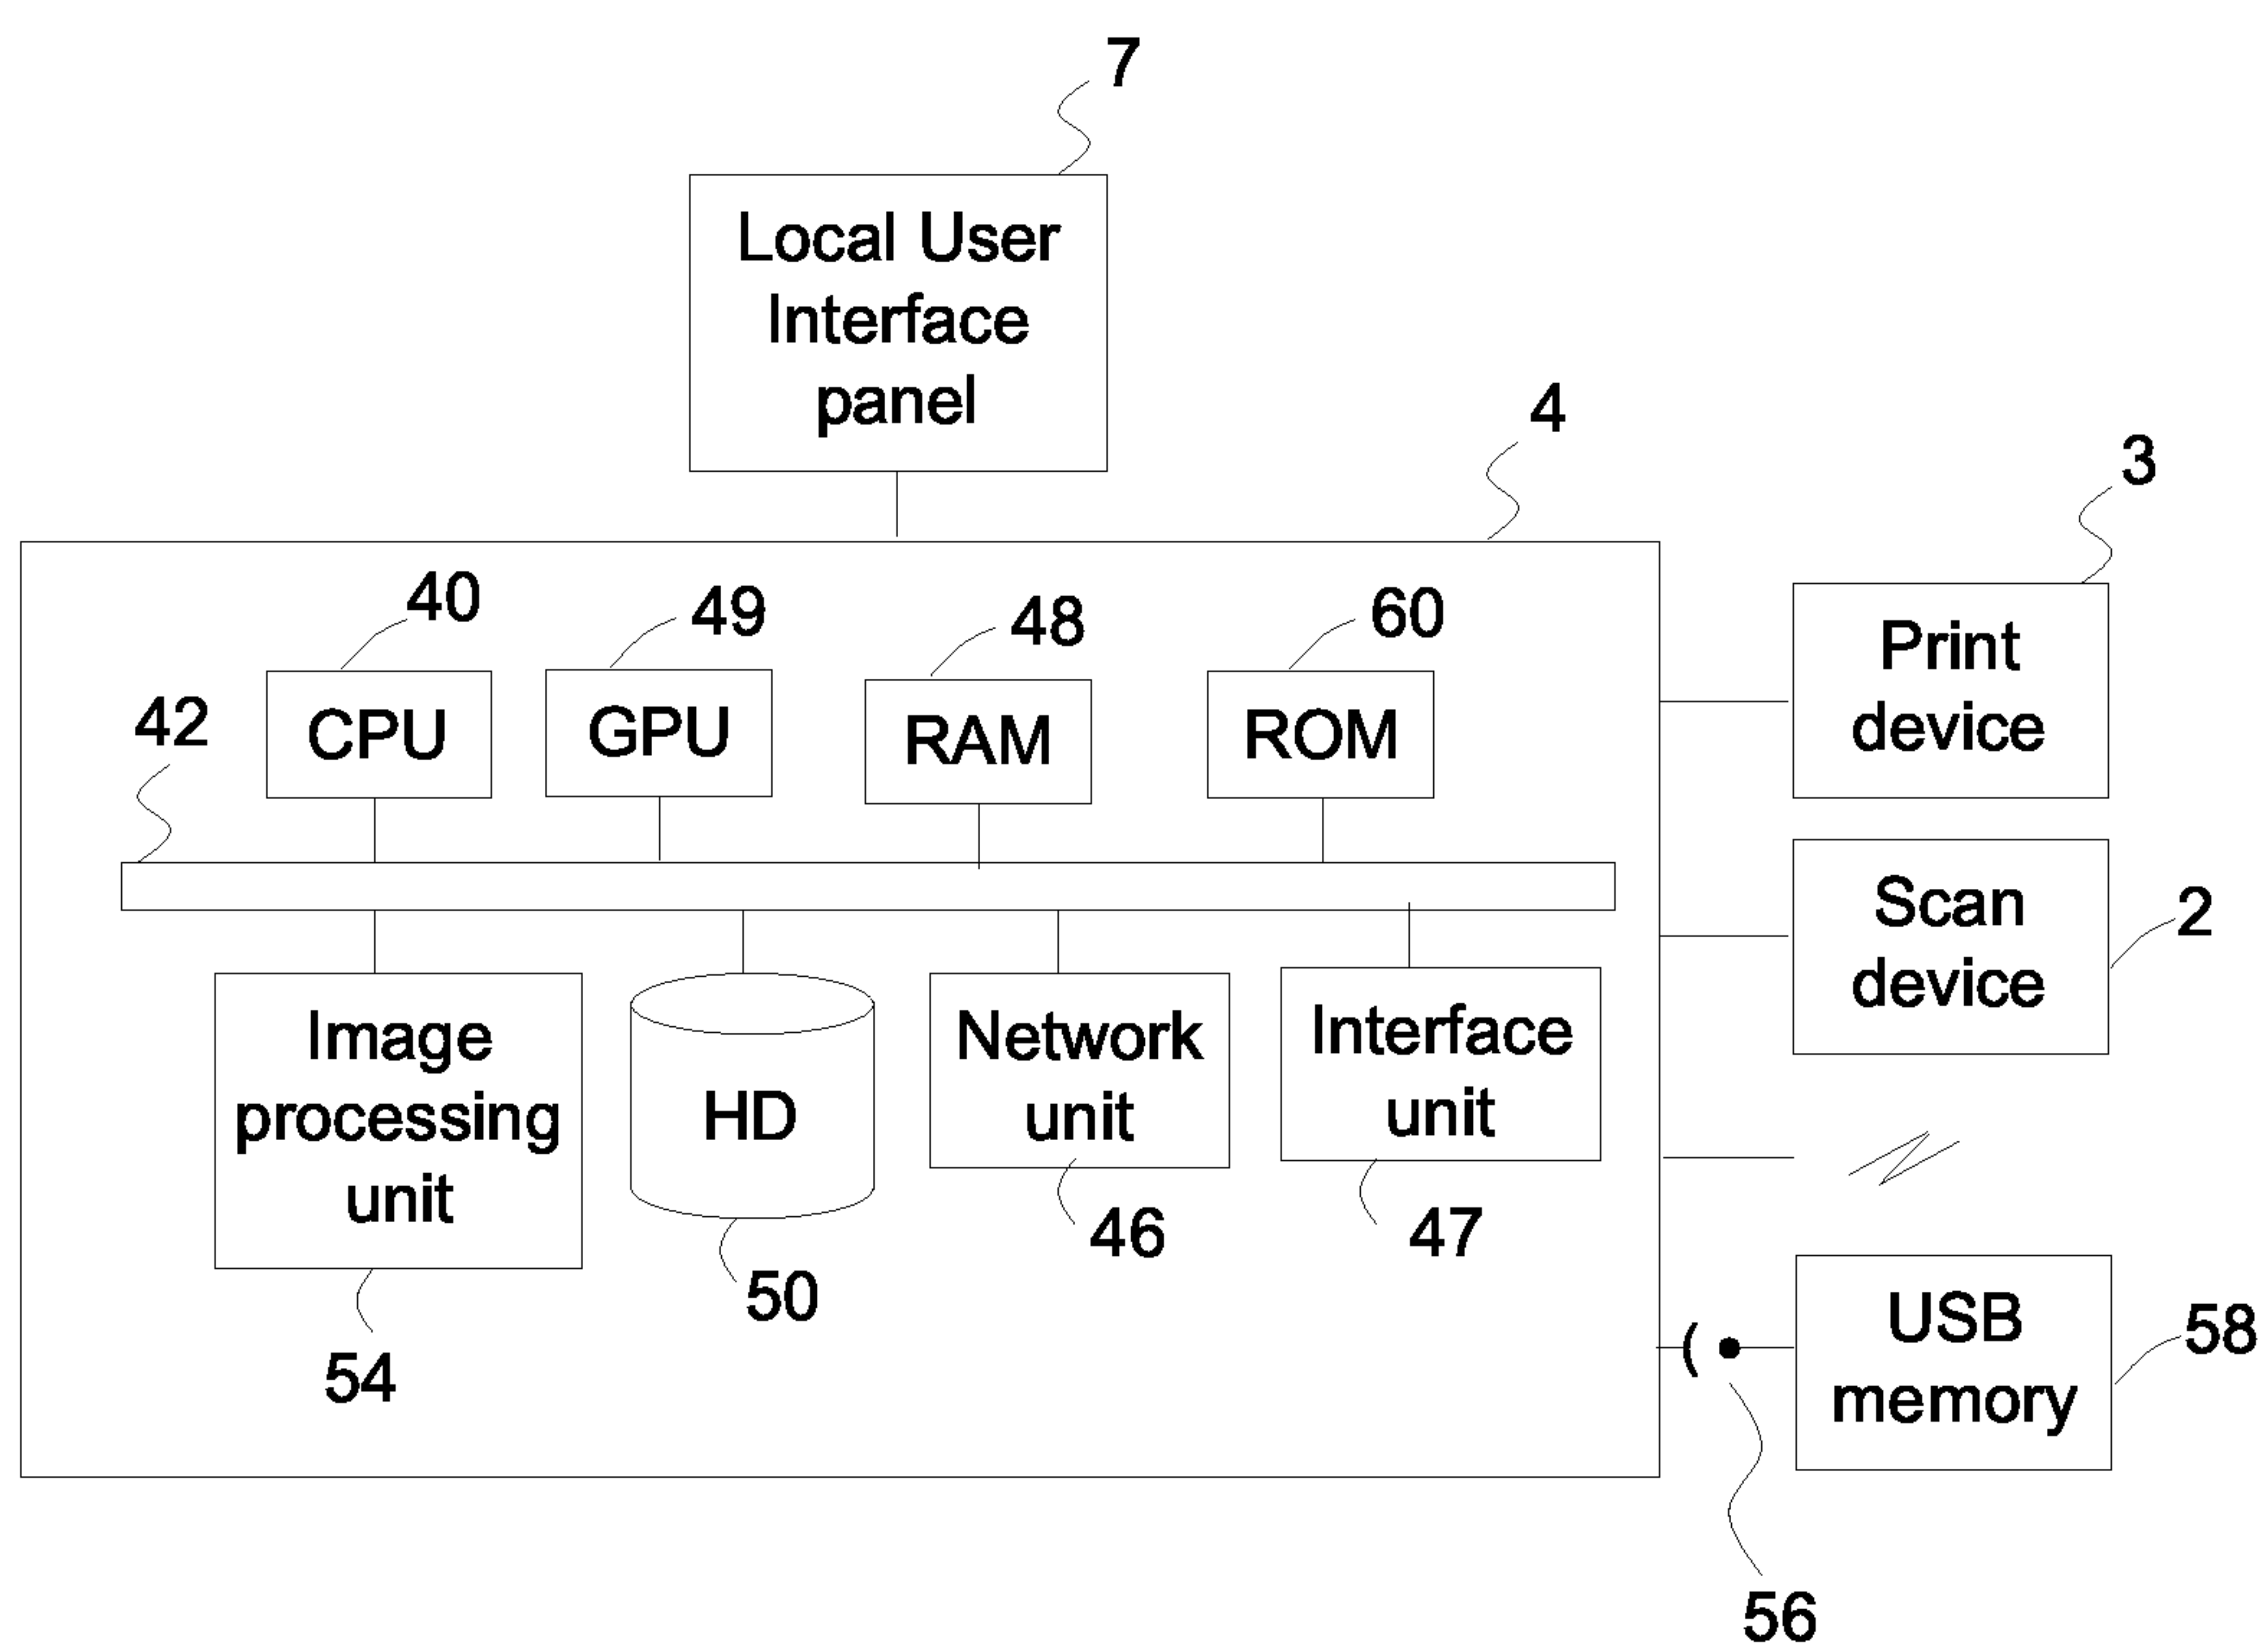 7
Local User
Interface
panel
4
3
40
49
48
60
Print
device
42
CPU
GPU
RAM
ROM
Scan
device
2
Image
processing
unit
HD
Network
unit
Interface
unit
46
47
50
54
USB
memory
58
56